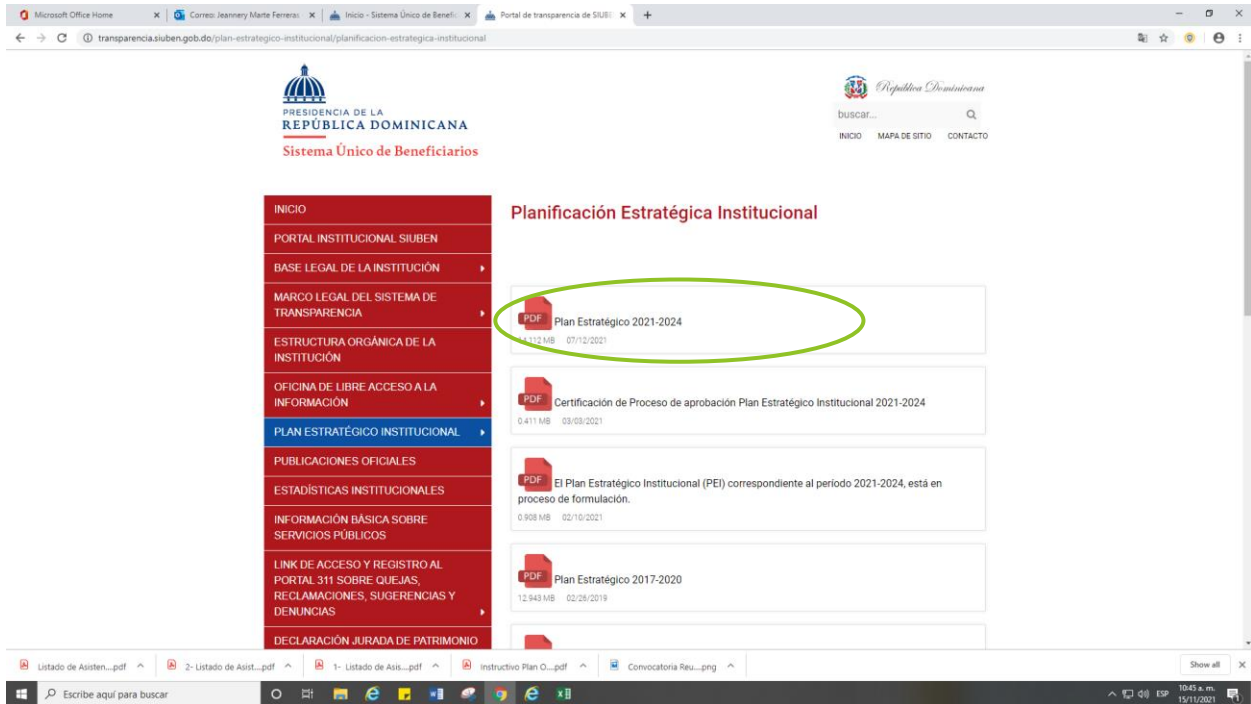 Microsoft Office Home
Correo: Jeannery Marte Ferreras
Inicio - Sistema Único de Benefic
Portal de transparencia de SIUBE
transparencia.siuben.gob.do/plan-estrategico-institucional/planificacion-estrategica-institucional
PRESIDENCIA DE LA
REPÚBLICA DOMINICANA
Sistema Único de Beneficiarios
República Dominicana
buscar...
INICIO MAPA DE SITIO CONTACTO
INICIO
PORTAL INSTITUCIONAL SIUBEN
BASE LEGAL DE LA INSTITUCIÓN
MARCO LEGAL DEL SISTEMA DE
TRANSPARENCIA
ESTRUCTURA ORGÁNICA DE LA
INSTITUCIÓN
OFICINA DE LIBRE ACCESO A LA
INFORMACIÓN
PLAN ESTRATÉGICO INSTITUCIONAL
PUBLICACIONES OFICIALES
ESTADÍSTICAS INSTITUCIONALES
INFORMACIÓN BÁSICA SOBRE
SERVICIOS PÚBLICOS
LINK DE ACCESO Y REGISTRO AL
PORTAL 311 SOBRE QUEJAS,
RECLAMACIONES, SUGERENCIAS Y
DENUNCIAS
DECLARACIÓN JURADA DE PATRIMONIO
Planificación Estratégica Institucional
PDF Plan Estratégico 2021-2024
MB 07/12/2021
PDF Certificación de Proceso de aprobación Plan Estratégico Institucional 2021-2024
0.411 MB 03/03/2021
PDF El Plan Estratégico Institucional (PEI) correspondiente al período 2021-2024, está en
proceso de formulación.
0.908 MB 02/10/2021
PDF Plan Estratégico 2017-2020
12.943 MB 02/26/2019
Listado de Asisten....pdf
2- Listado de Asist....pdf
1- Listado de Asis....pdf
Instructivo Plan O....pdf
Convocatoria Reu....png
Show all
Escribe aquí para buscar
ESP
10:45 a. m.
15/11/2021